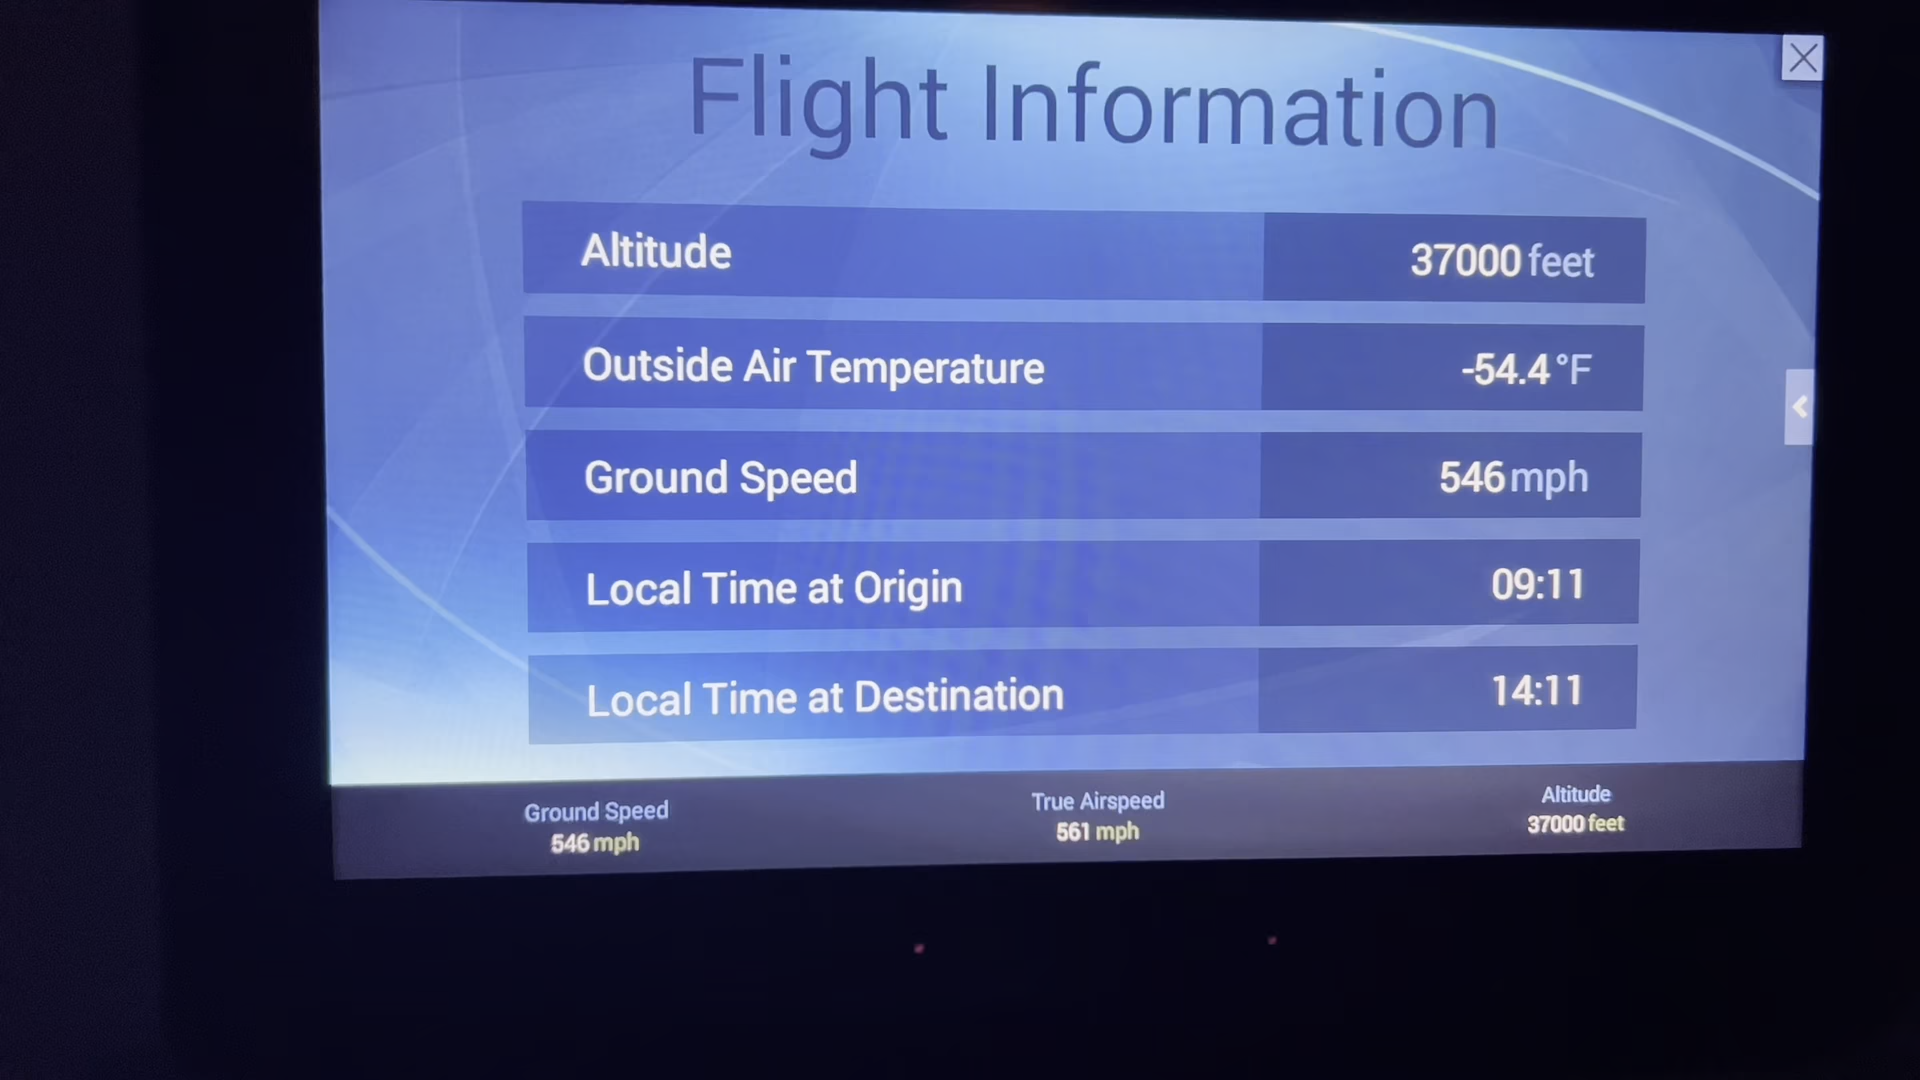 Flight Information
Altitude 37000 feet
Outside Air Temperature -54.4 °F
Ground Speed 546 mph
Local Time at Origin 09:11
Local Time at Destination 14:11
Ground Speed True Airspeed Altitude
546 mph 561 mph 37000 feet